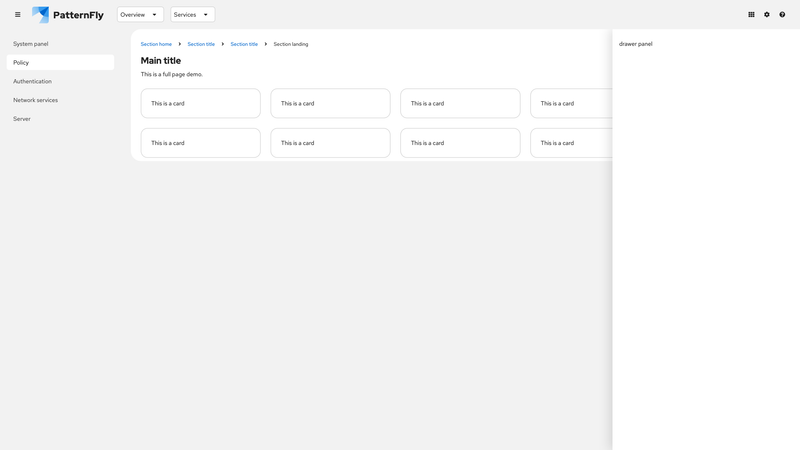 PatternFly
Overview
Services
System panel
Policy
Authentication
Network services
Server
Section home
Section title
Section title
Section landing
Main title
This is a full page demo.
This is a card
This is a card
This is a card
This is a card
This is a card
This is a card
This is a card
This is a card
drawer panel